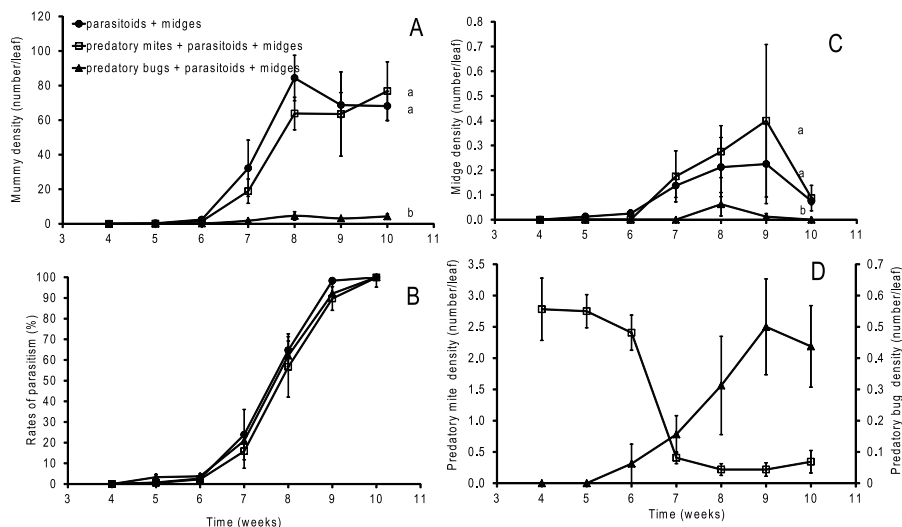 A
Mummy density (number/leaf)
120
100
80
60
40
20
0
parasitoids + midges
predatory mites + parasitoids + midges
predatory bugs + parasitoids + midges
a
a
b
3 4 5 6 7 8 9 10 11
C
Midge density (number/leaf)
0.8
0.7
0.6
0.5
0.4
0.3
0.2
0.1
0.0
a
a
b
3 4 5 6 7 8 9 10 11
B
Rates of parasitism (%)
100
90
80
70
60
50
40
30
20
10
0
3 4 5 6 7 8 9 10 11
Time (weeks)
D
Predatory mite density (number/leaf)
3.5
3.0
2.5
2.0
1.5
1.0
0.5
0.0
0.7
0.6
0.5
0.4
0.3
0.2
0.1
0
Predatory bug density (number/leaf)
3 4 5 6 7 8 9 10 11
Time (weeks)